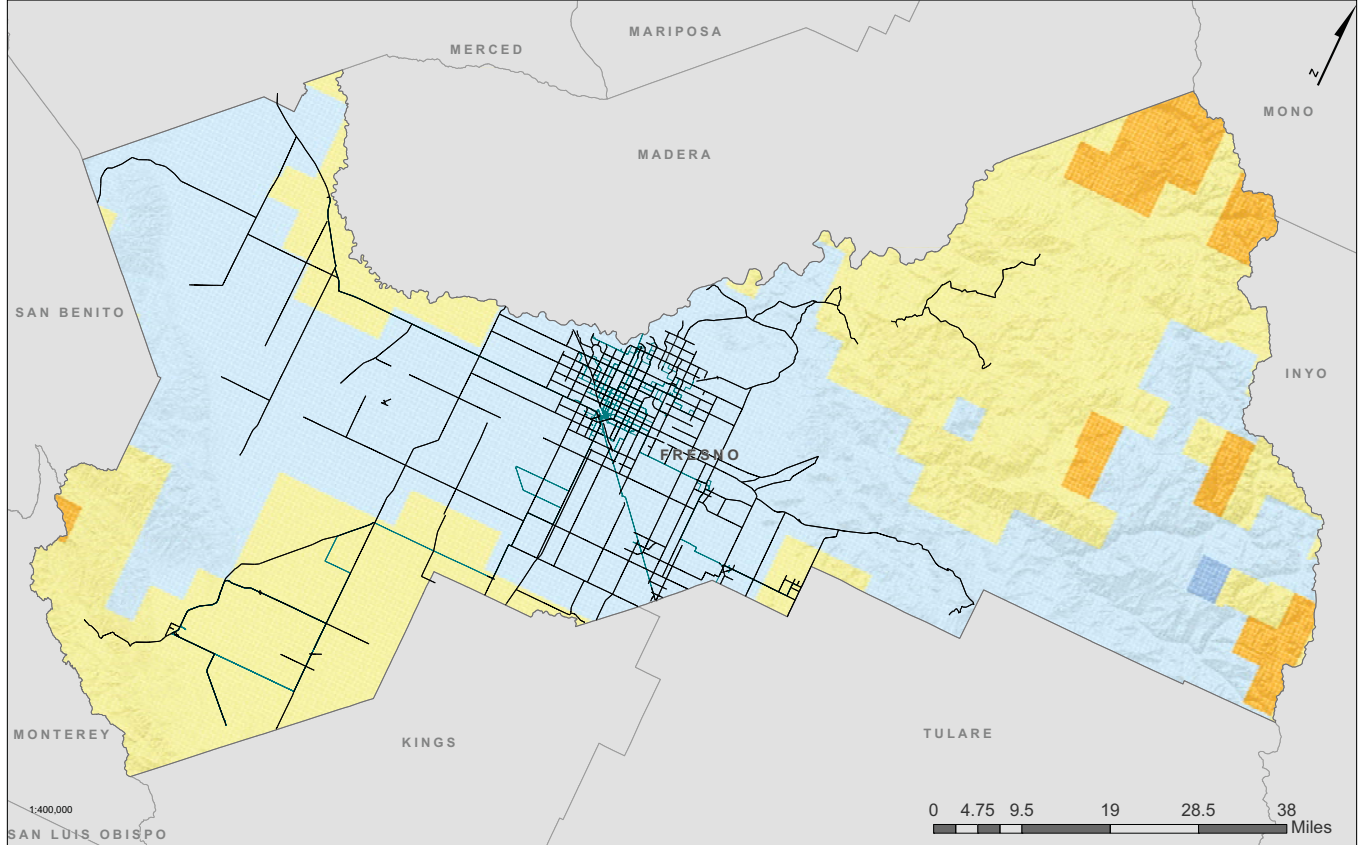 MARIPOSA
MERCED
N
MONO
MADERA
SAN BENITO
INYO
FRESNO
MONTEREY
KINGS
TULARE
1:400,000
0 4.75 9.5 19 28.5 38
Miles
SAN LUIS OBISPO